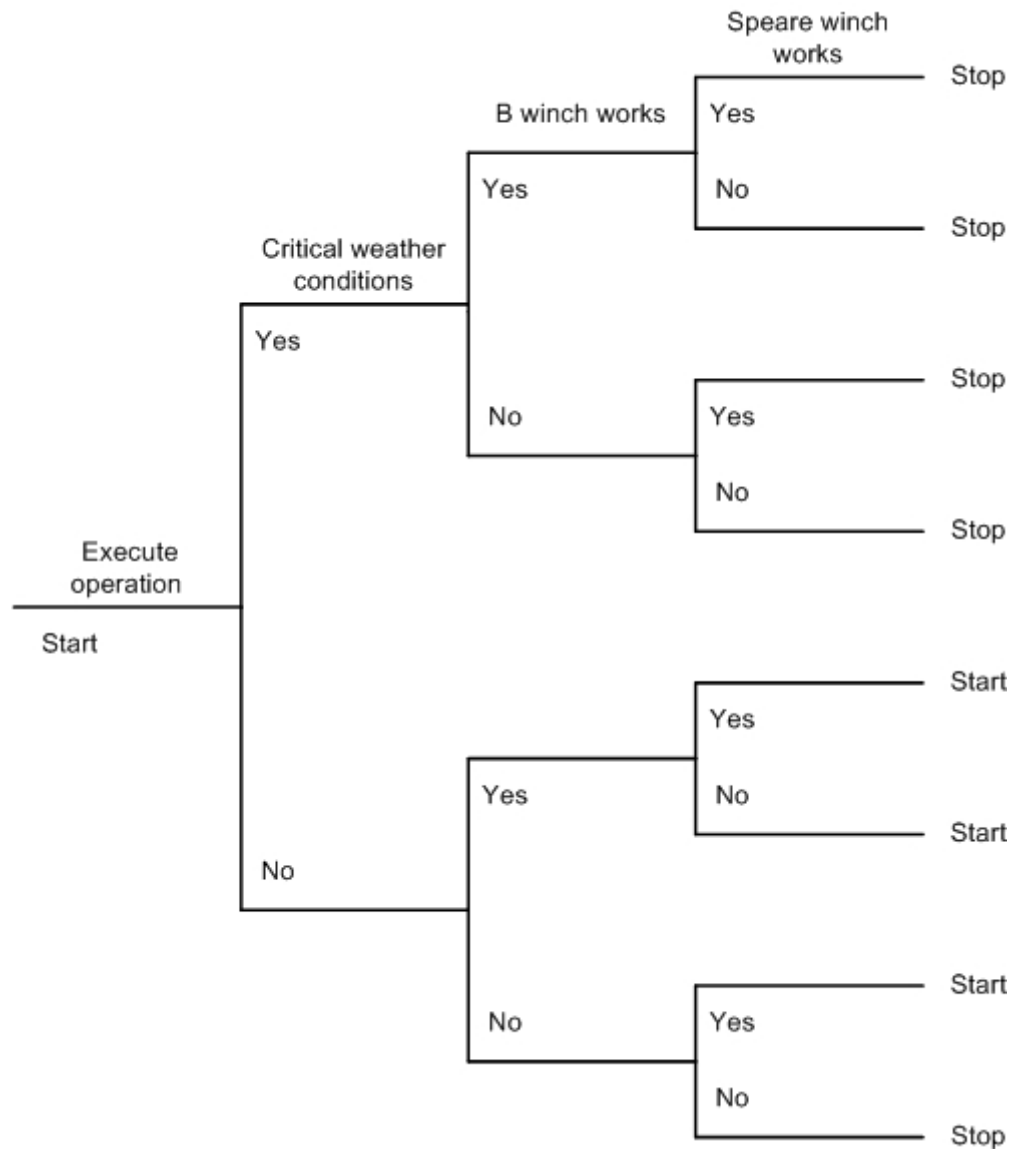 Speare winch
works
Stop
B winch works
Yes
Yes
No
Stop
Critical weather
conditions
Yes
Stop
No
Yes
No
Stop
Execute
operation
Start
Start
Yes
Yes
No
Start
No
Start
No
Yes
No
Stop